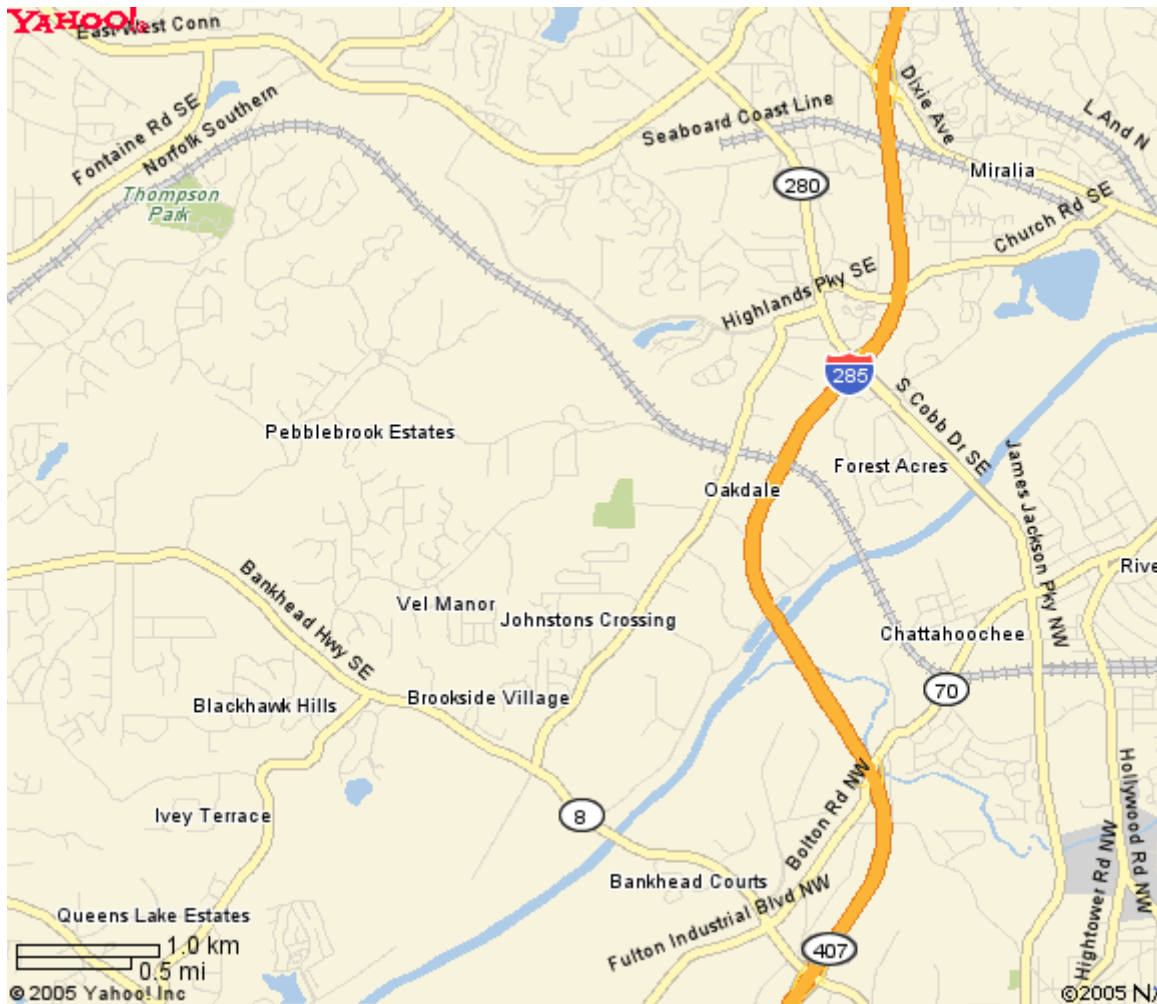 YAHOO!
East West Conn
Dixie Ave
Seaboard Coast Line
L And N
Fontaine Rd SE
Norfolk Southern
Miralia
280
Thompson
Park
Church Rd SE
Highlands Pky SE
285
S Cobb Dr SE
Pebblebrook Estates
James Jackson Pky NW
Forest Acres
Oakdale
Bankhead Hwy SE
Vel Manor
Johnstons Crossing
Chattahoochee
70
Brookside Village
Blackhawk Hills
Hollywood Rd NW
Bolton Rd NW
8
Ivey Terrace
Bankhead Courts
Hightower Rd NW
Fulton Industrial Blvd NW
Queens Lake Estates
1.0 km
0.5 mi
407
© 2005 Yahoo! Inc
©2005